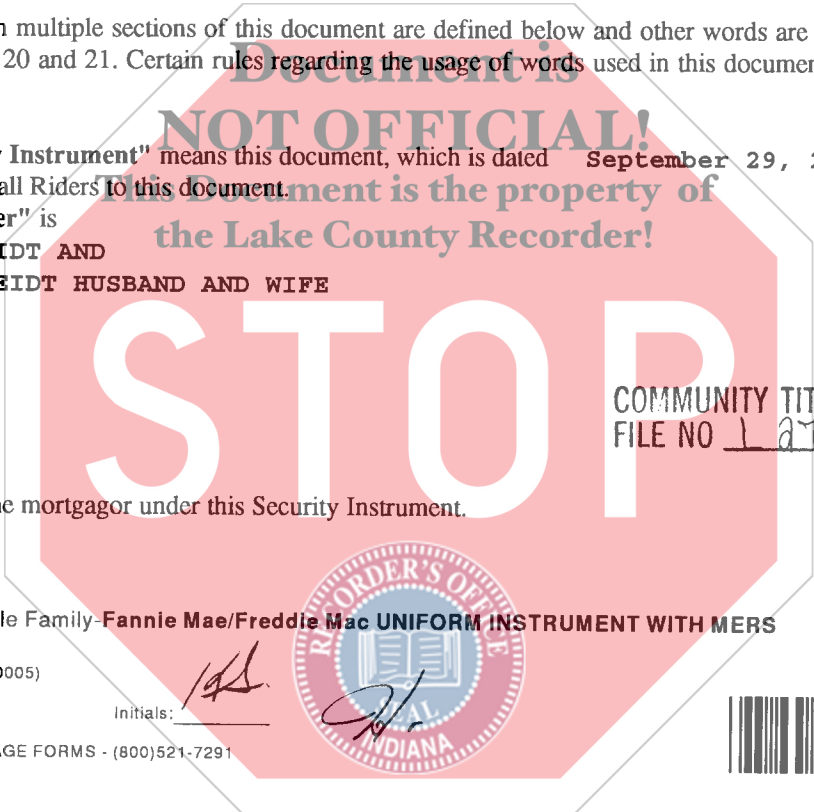 multiple sections of this document are defined below and other words are
20 and 21. Certain rules regarding the usage of words used in this documen
Document is
NOT OFFICIAL!
Instrument" means this document, which is dated September 29, 2
all Riders to this document.
This Document is the property of
er" is
the Lake County Recorder!
IDT AND
EIDT HUSBAND AND WIFE
STOP
COMMUNITY TIT
FILE NO
e mortgagor under this Security Instrument.
RECORDER'S OFFICE
le Family-Fannie Mae/Freddie Mac UNIFORM INSTRUMENT WITH MERS
0005)
Initials:
SEAL
INDIANA
AGE FORMS - (800)521-7291